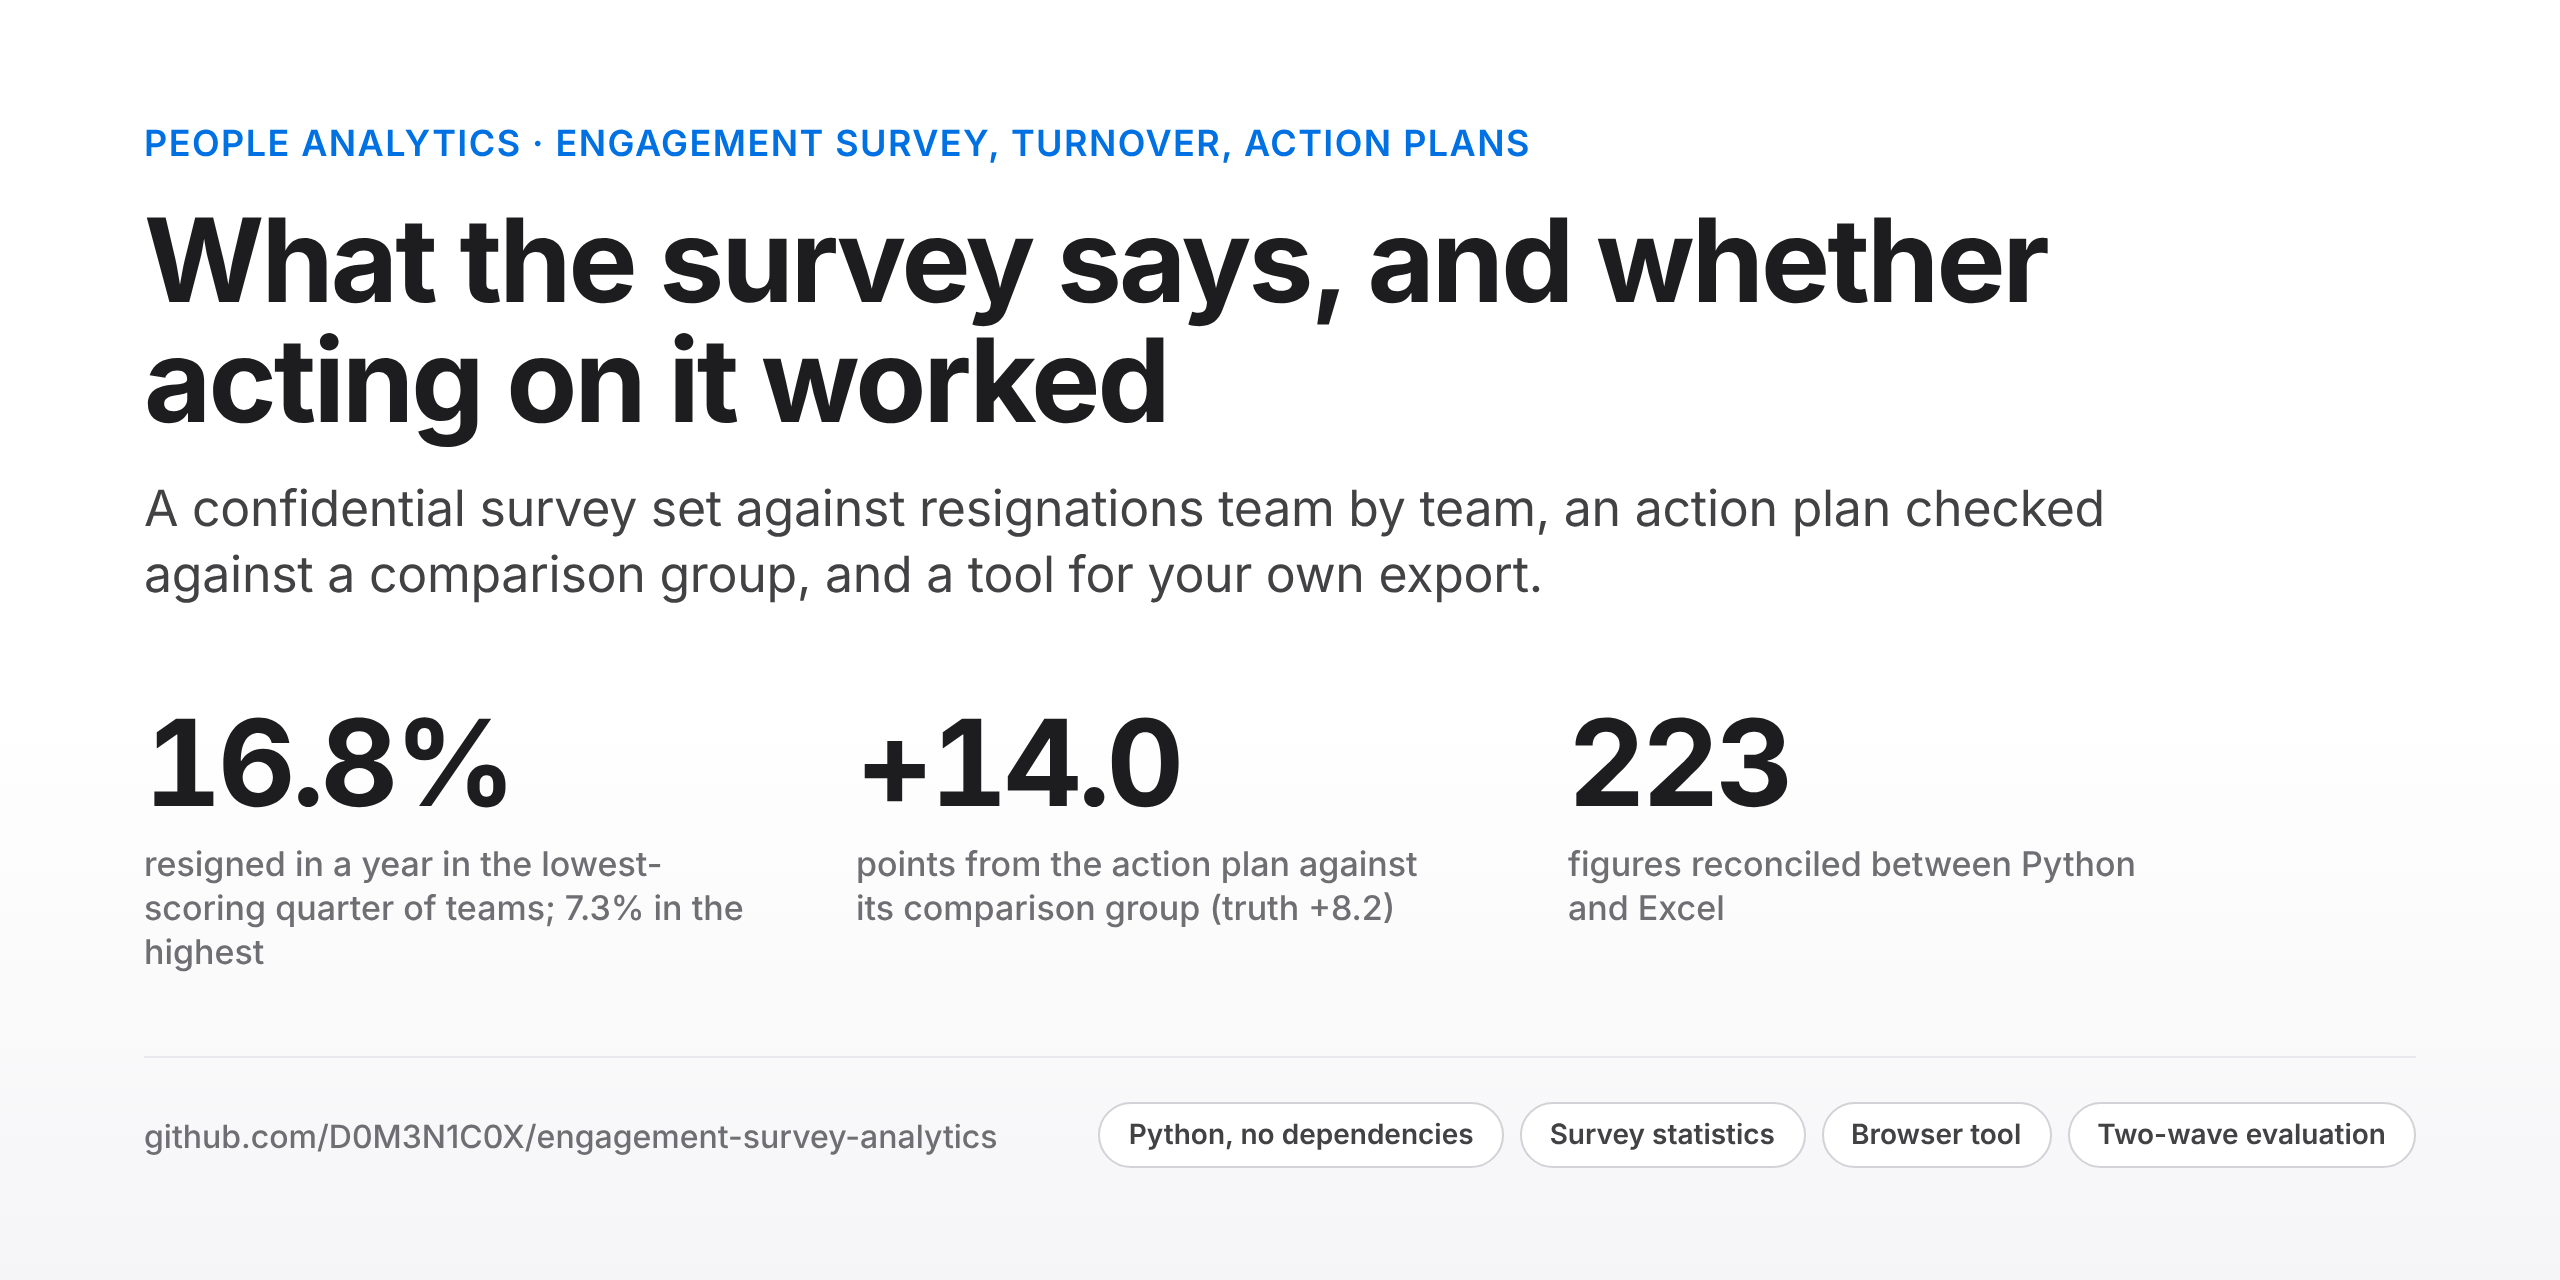 PEOPLE ANALYTICS · ENGAGEMENT SURVEY, TURNOVER, ACTION PLANS
What the survey says, and whether
acting on it worked
A confidential survey set against resignations team by team, an action plan checked
against a comparison group, and a tool for your own export.
16.8%
resigned in a year in the lowest-
scoring quarter of teams; 7.3% in the
highest
+14.0
points from the action plan against
its comparison group (truth +8.2)
223
figures reconciled between Python
and Excel
github.com/D0M3N1C0X/engagement-survey-analytics
Python, no dependencies
Survey statistics
Browser tool
Two-wave evaluation